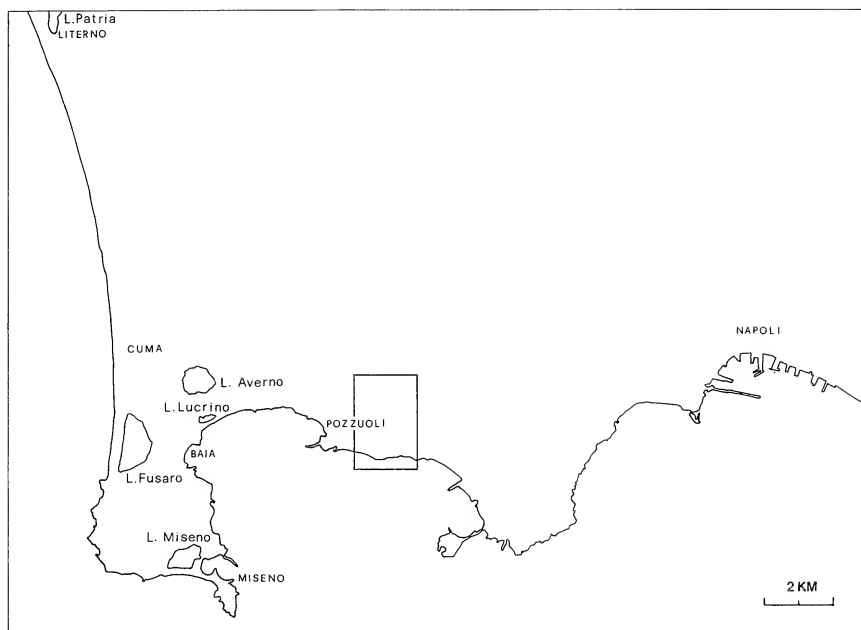 L.Patria
LITERNO
NAPOLI
CUMA
L. Averno
L.Lucrino
POZZUOLI
BAIA
L.Fusaro
L. Miseno
MISENO
2 KM